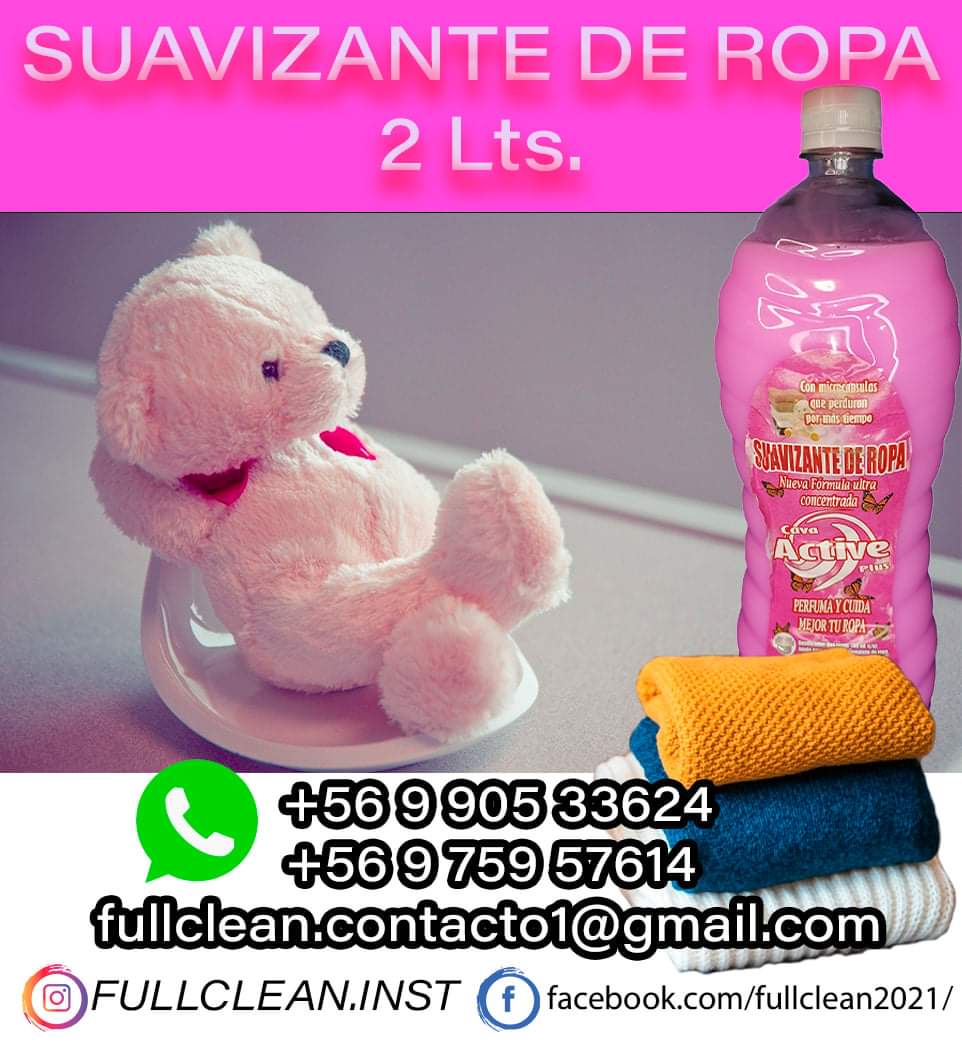 SUAVIZANTE DE ROPA
2 Lts.
Con microcapsulas
que perduran
por más tiempo
SUAVIZANTE DE ROPA
Nueva Fórmula ultra
concentrada
Cava
Active
Plus
PERFUMA Y CUIDA
MEJOR TU ROPA
+56 9 905 33624
+56 9 759 57614
fullclean.contacto1@gmail.com
FULLCLEAN.INST
f facebook.com/fullclean2021/